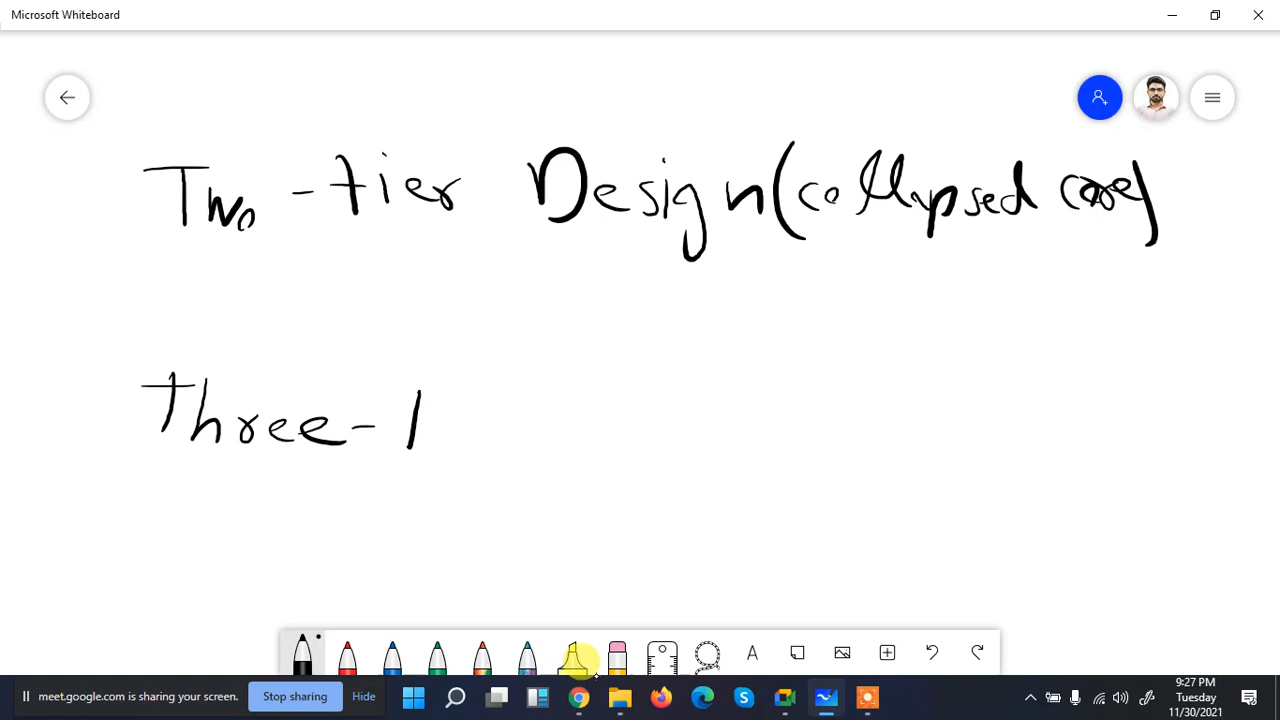 Microsoft Whiteboard
Two-tier Design(collapsed core)
Three-
A
meet.google.com is sharing your screen.
Stop sharing
Hide
9:27 PM
Tuesday
11/30/2021